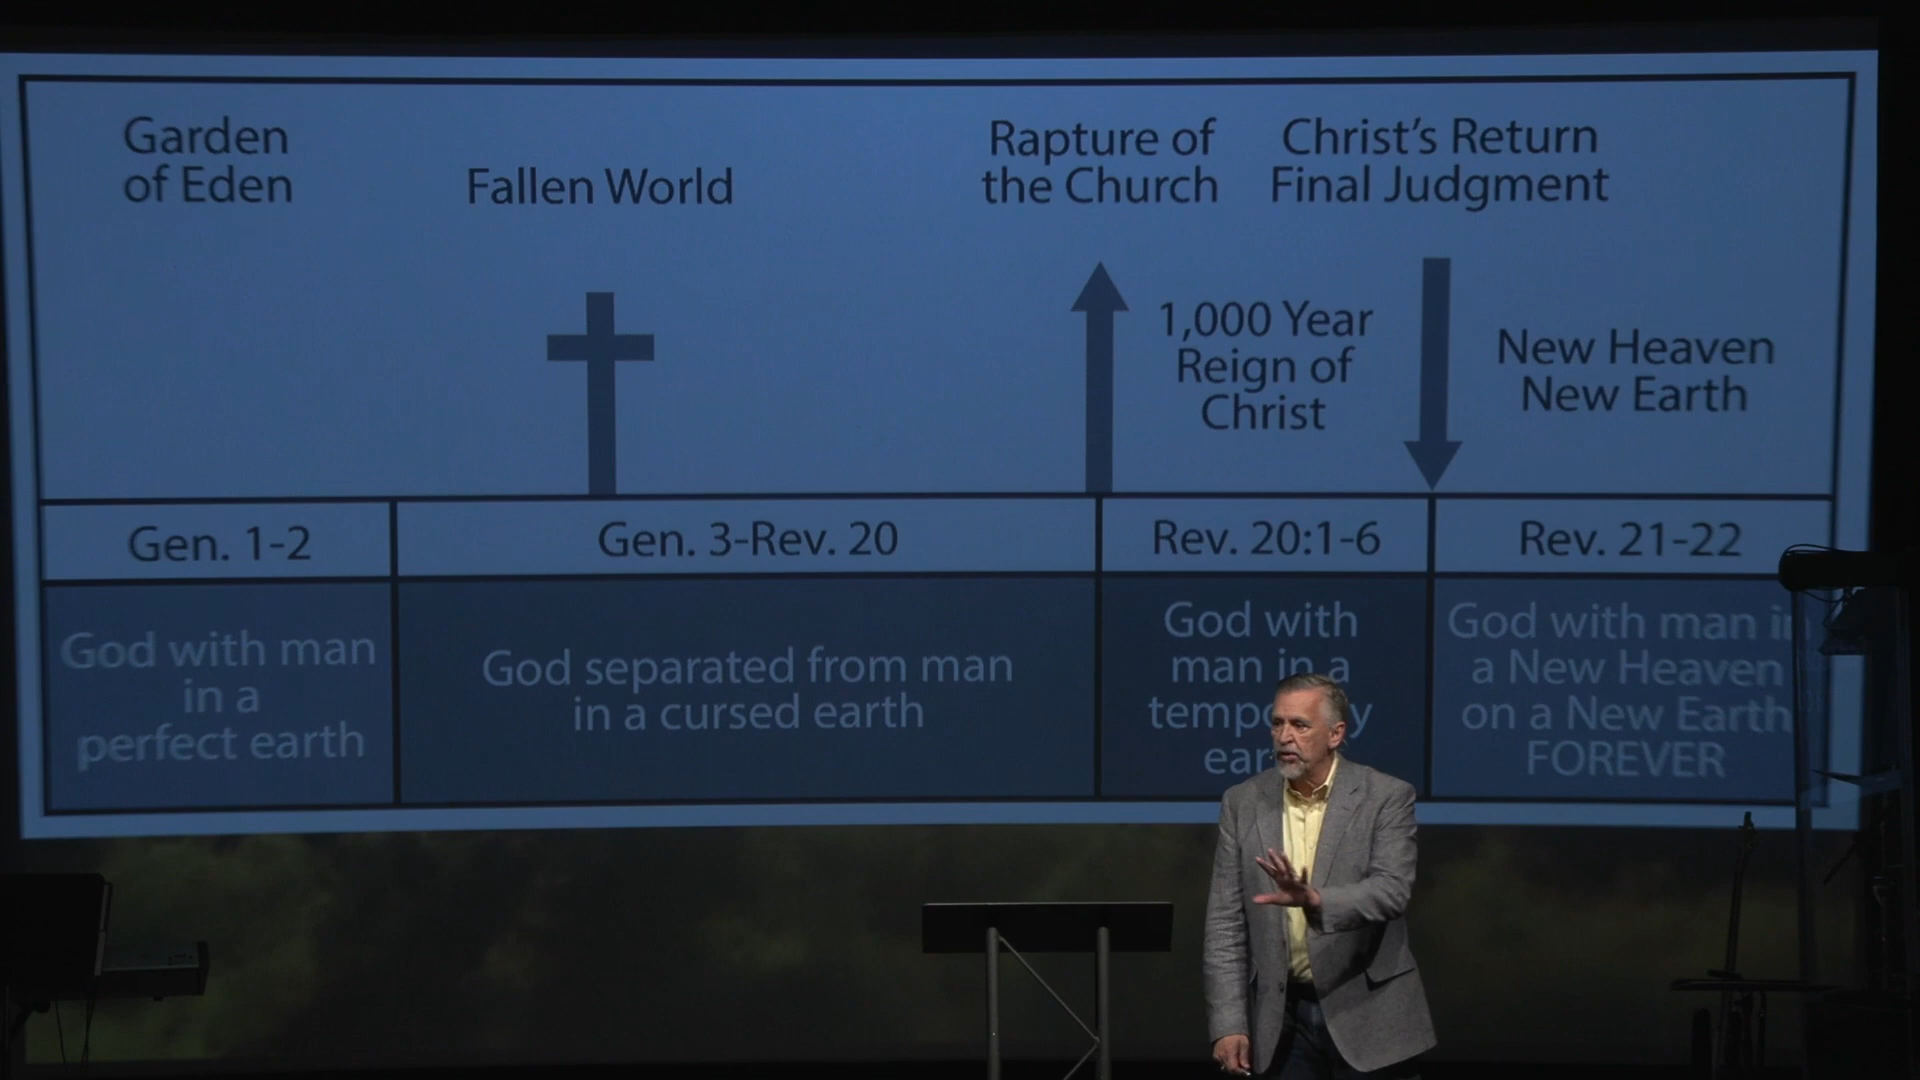 Garden
of Eden
Fallen World
Rapture of
the Church
Christ's Return
Final Judgment
1,000 Year
Reign of
Christ
New Heaven
New Earth
Gen. 1-2
Gen. 3-Rev. 20
Rev. 20:1-6
Rev. 21-22
God with man
in a
perfect earth
God separated from man
in a cursed earth
God with
man in a
God with man in
a New Heaven
on a New Earth
FOREVER